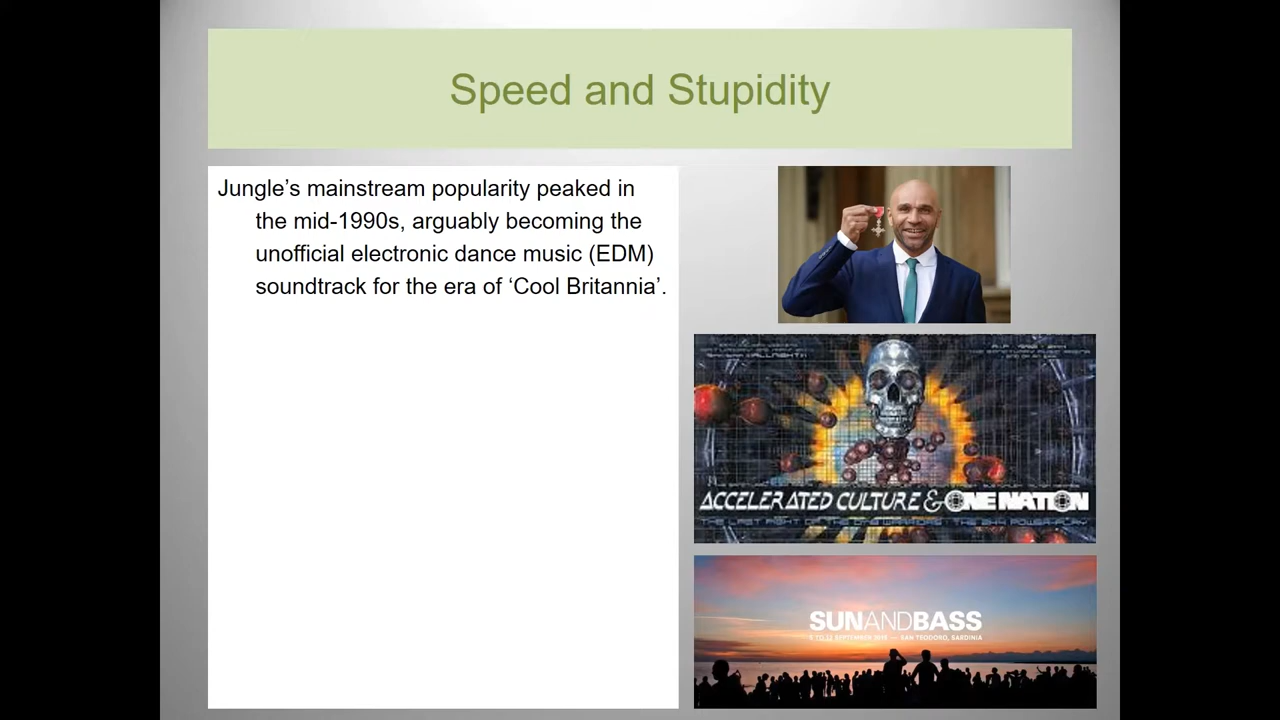 Speed and Stupidity
Jungle’s mainstream popularity peaked in
the mid-1990s, arguably becoming the
unofficial electronic dance music (EDM)
soundtrack for the era of ‘Cool Britannia’.
ACCELERATED CULTURE & ONE NATION
SUNANDBASS
SEPTEMBER — SAN TEODORO, SARDINIA